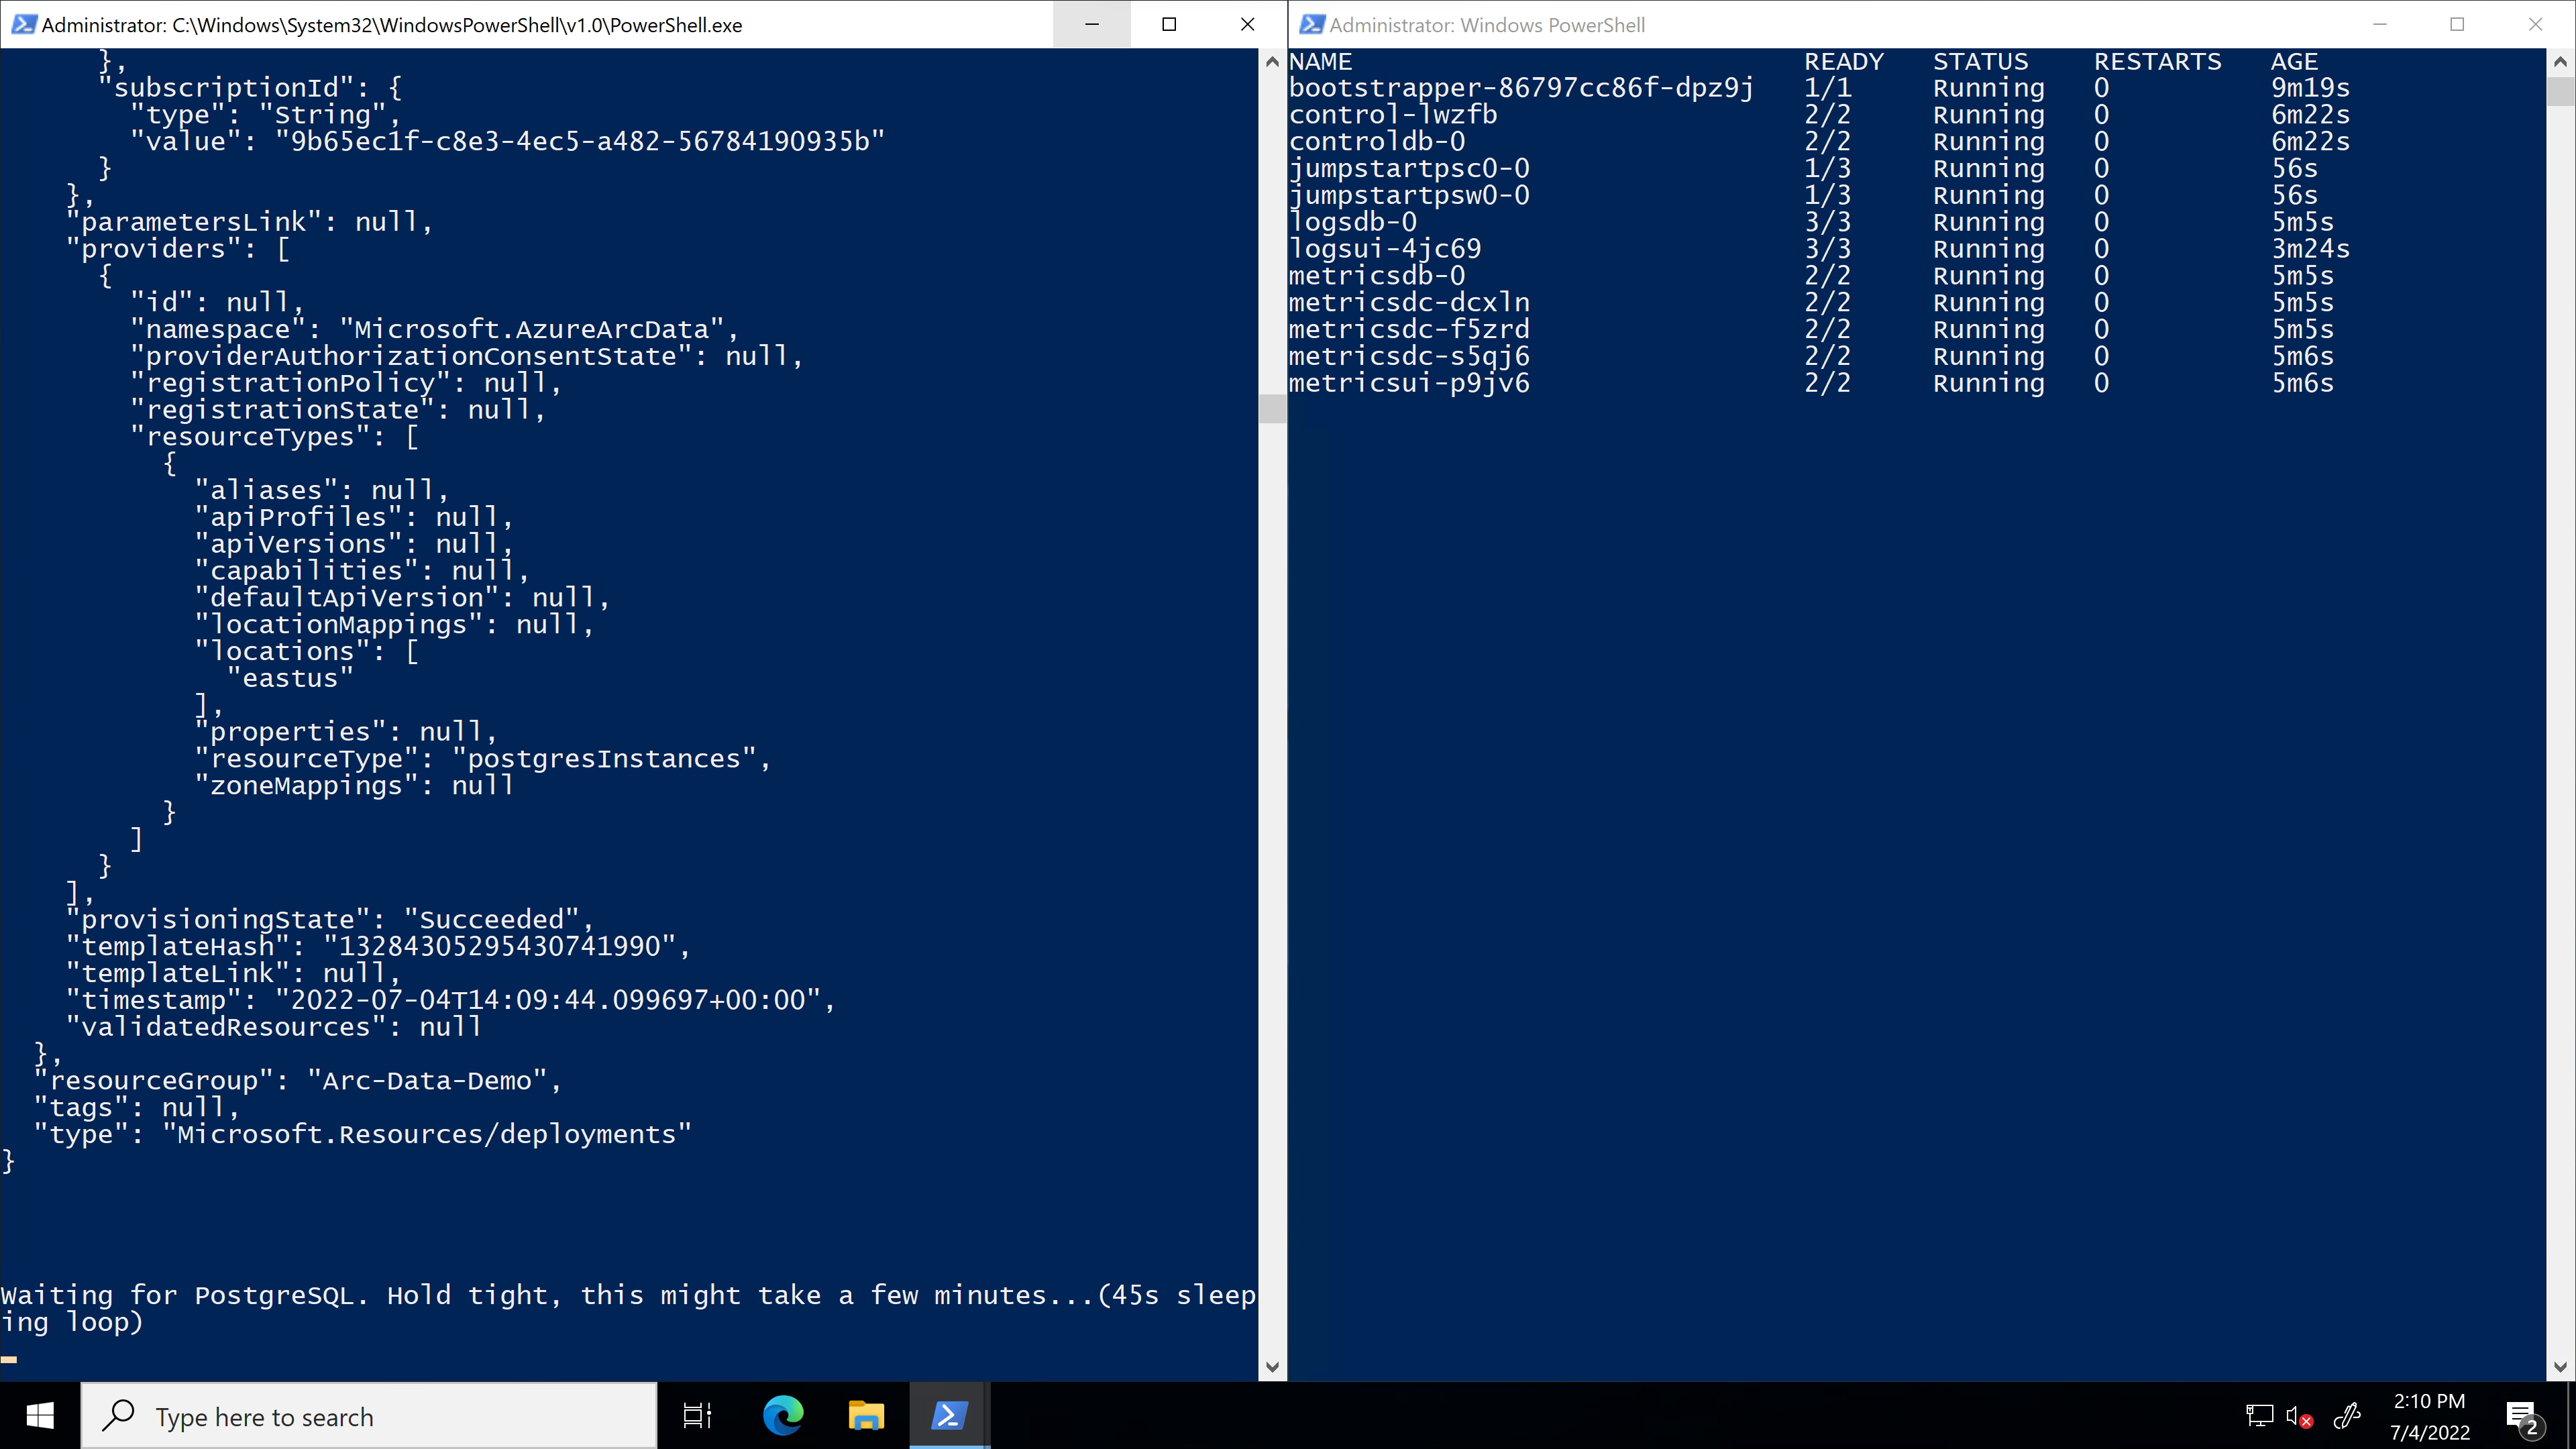 Administrator: C:\Windows\System32\WindowsPowerShell\v1.0\PowerShell.exe
      },
      "subscriptionId": {
        "type": "String",
        "value": "9b65ec1f-c8e3-4ec5-a482-56784190935b"
      }
    },
    "parametersLink": null,
    "providers": [
      {
        "id": null,
        "namespace": "Microsoft.AzureArcData",
        "providerAuthorizationConsentState": null,
        "registrationPolicy": null,
        "registrationState": null,
        "resourceTypes": [
          {
            "aliases": null,
            "apiProfiles": null,
            "apiVersions": null,
            "capabilities": null,
            "defaultApiVersion": null,
            "locationMappings": null,
            "locations": [
              "eastus"
            ],
            "properties": null,
            "resourceType": "postgresInstances",
            "zoneMappings": null
          }
        ]
      }
    ],
    "provisioningState": "Succeeded",
    "templateHash": "13284305295430741990",
    "templateLink": null,
    "timestamp": "2022-07-04T14:09:44.099697+00:00",
    "validatedResources": null
  },
  "resourceGroup": "Arc-Data-Demo",
  "tags": null,
  "type": "Microsoft.Resources/deployments"
}
Waiting for PostgreSQL. Hold tight, this might take a few minutes...(45s sleep
ing loop)
Administrator: Windows PowerShell
NAME READY STATUS RESTARTS AGE
bootstrapper-86797cc86f-dpz9j 1/1 Running 0 9m19s
control-lwzfb 2/2 Running 0 6m22s
controldb-0 2/2 Running 0 6m22s
jumpstartpsc0-0 1/3 Running 0 56s
jumpstartpsw0-0 1/3 Running 0 56s
logsdb-0 3/3 Running 0 5m5s
logsui-4jc69 3/3 Running 0 3m24s
metricsdb-0 2/2 Running 0 5m5s
metricsdc-dcxln 2/2 Running 0 5m5s
metricsdc-f5zrd 2/2 Running 0 5m5s
metricsdc-s5qj6 2/2 Running 0 5m6s
metricsui-p9jv6 2/2 Running 0 5m6s
Type here to search
2:10 PM
7/4/2022
2